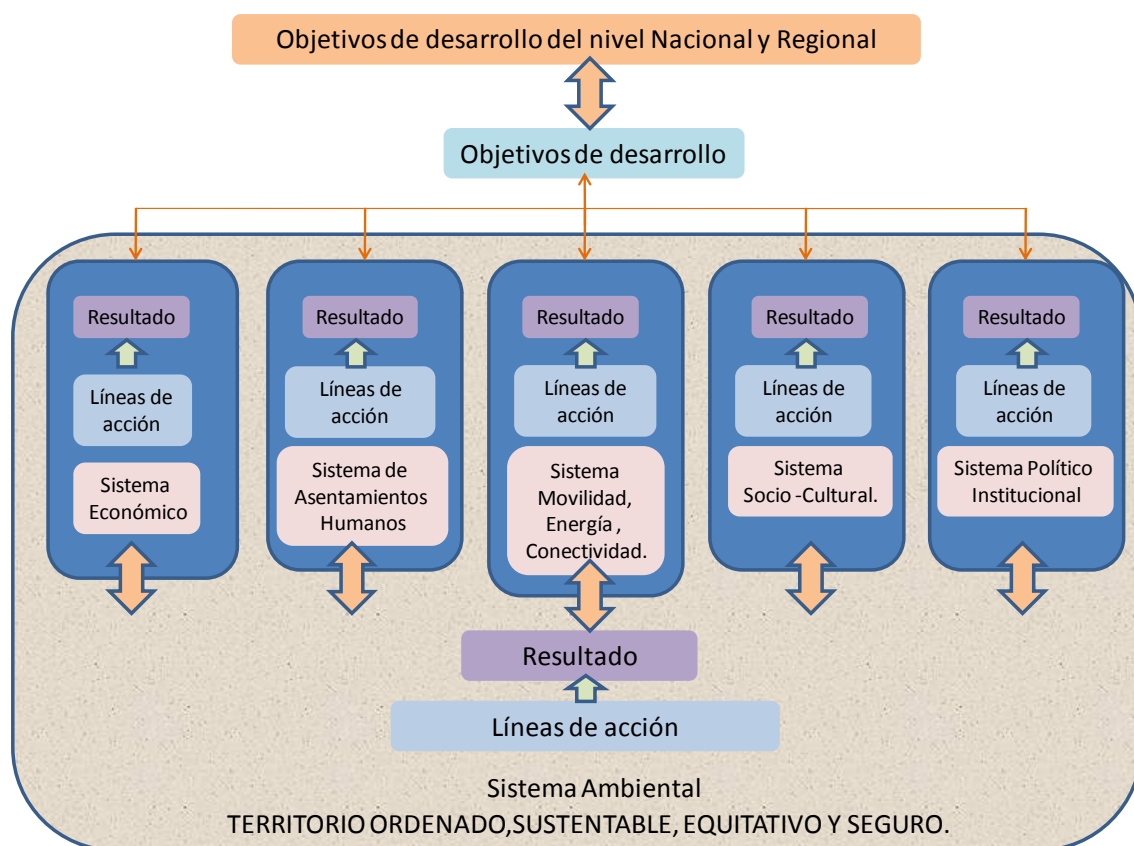 Objetivos de desarrollo del nivel Nacional y Regional
Objetivos de desarrollo
Resultado
Líneas de
acción
Sistema
Económico
Resultado
Líneas de
acción
Sistema de
Asentamientos
Humanos
Resultado
Líneas de
acción
Sistema
Movilidad,
Energía ,
Conectividad.
Resultado
Líneas de
acción
Sistema
Socio -Cultural.
Resultado
Líneas de
acción
Sistema Político
Institucional
Resultado
Líneas de acción
Sistema Ambiental
TERRITORIO ORDENADO,SUSTENTABLE, EQUITATIVO Y SEGURO.